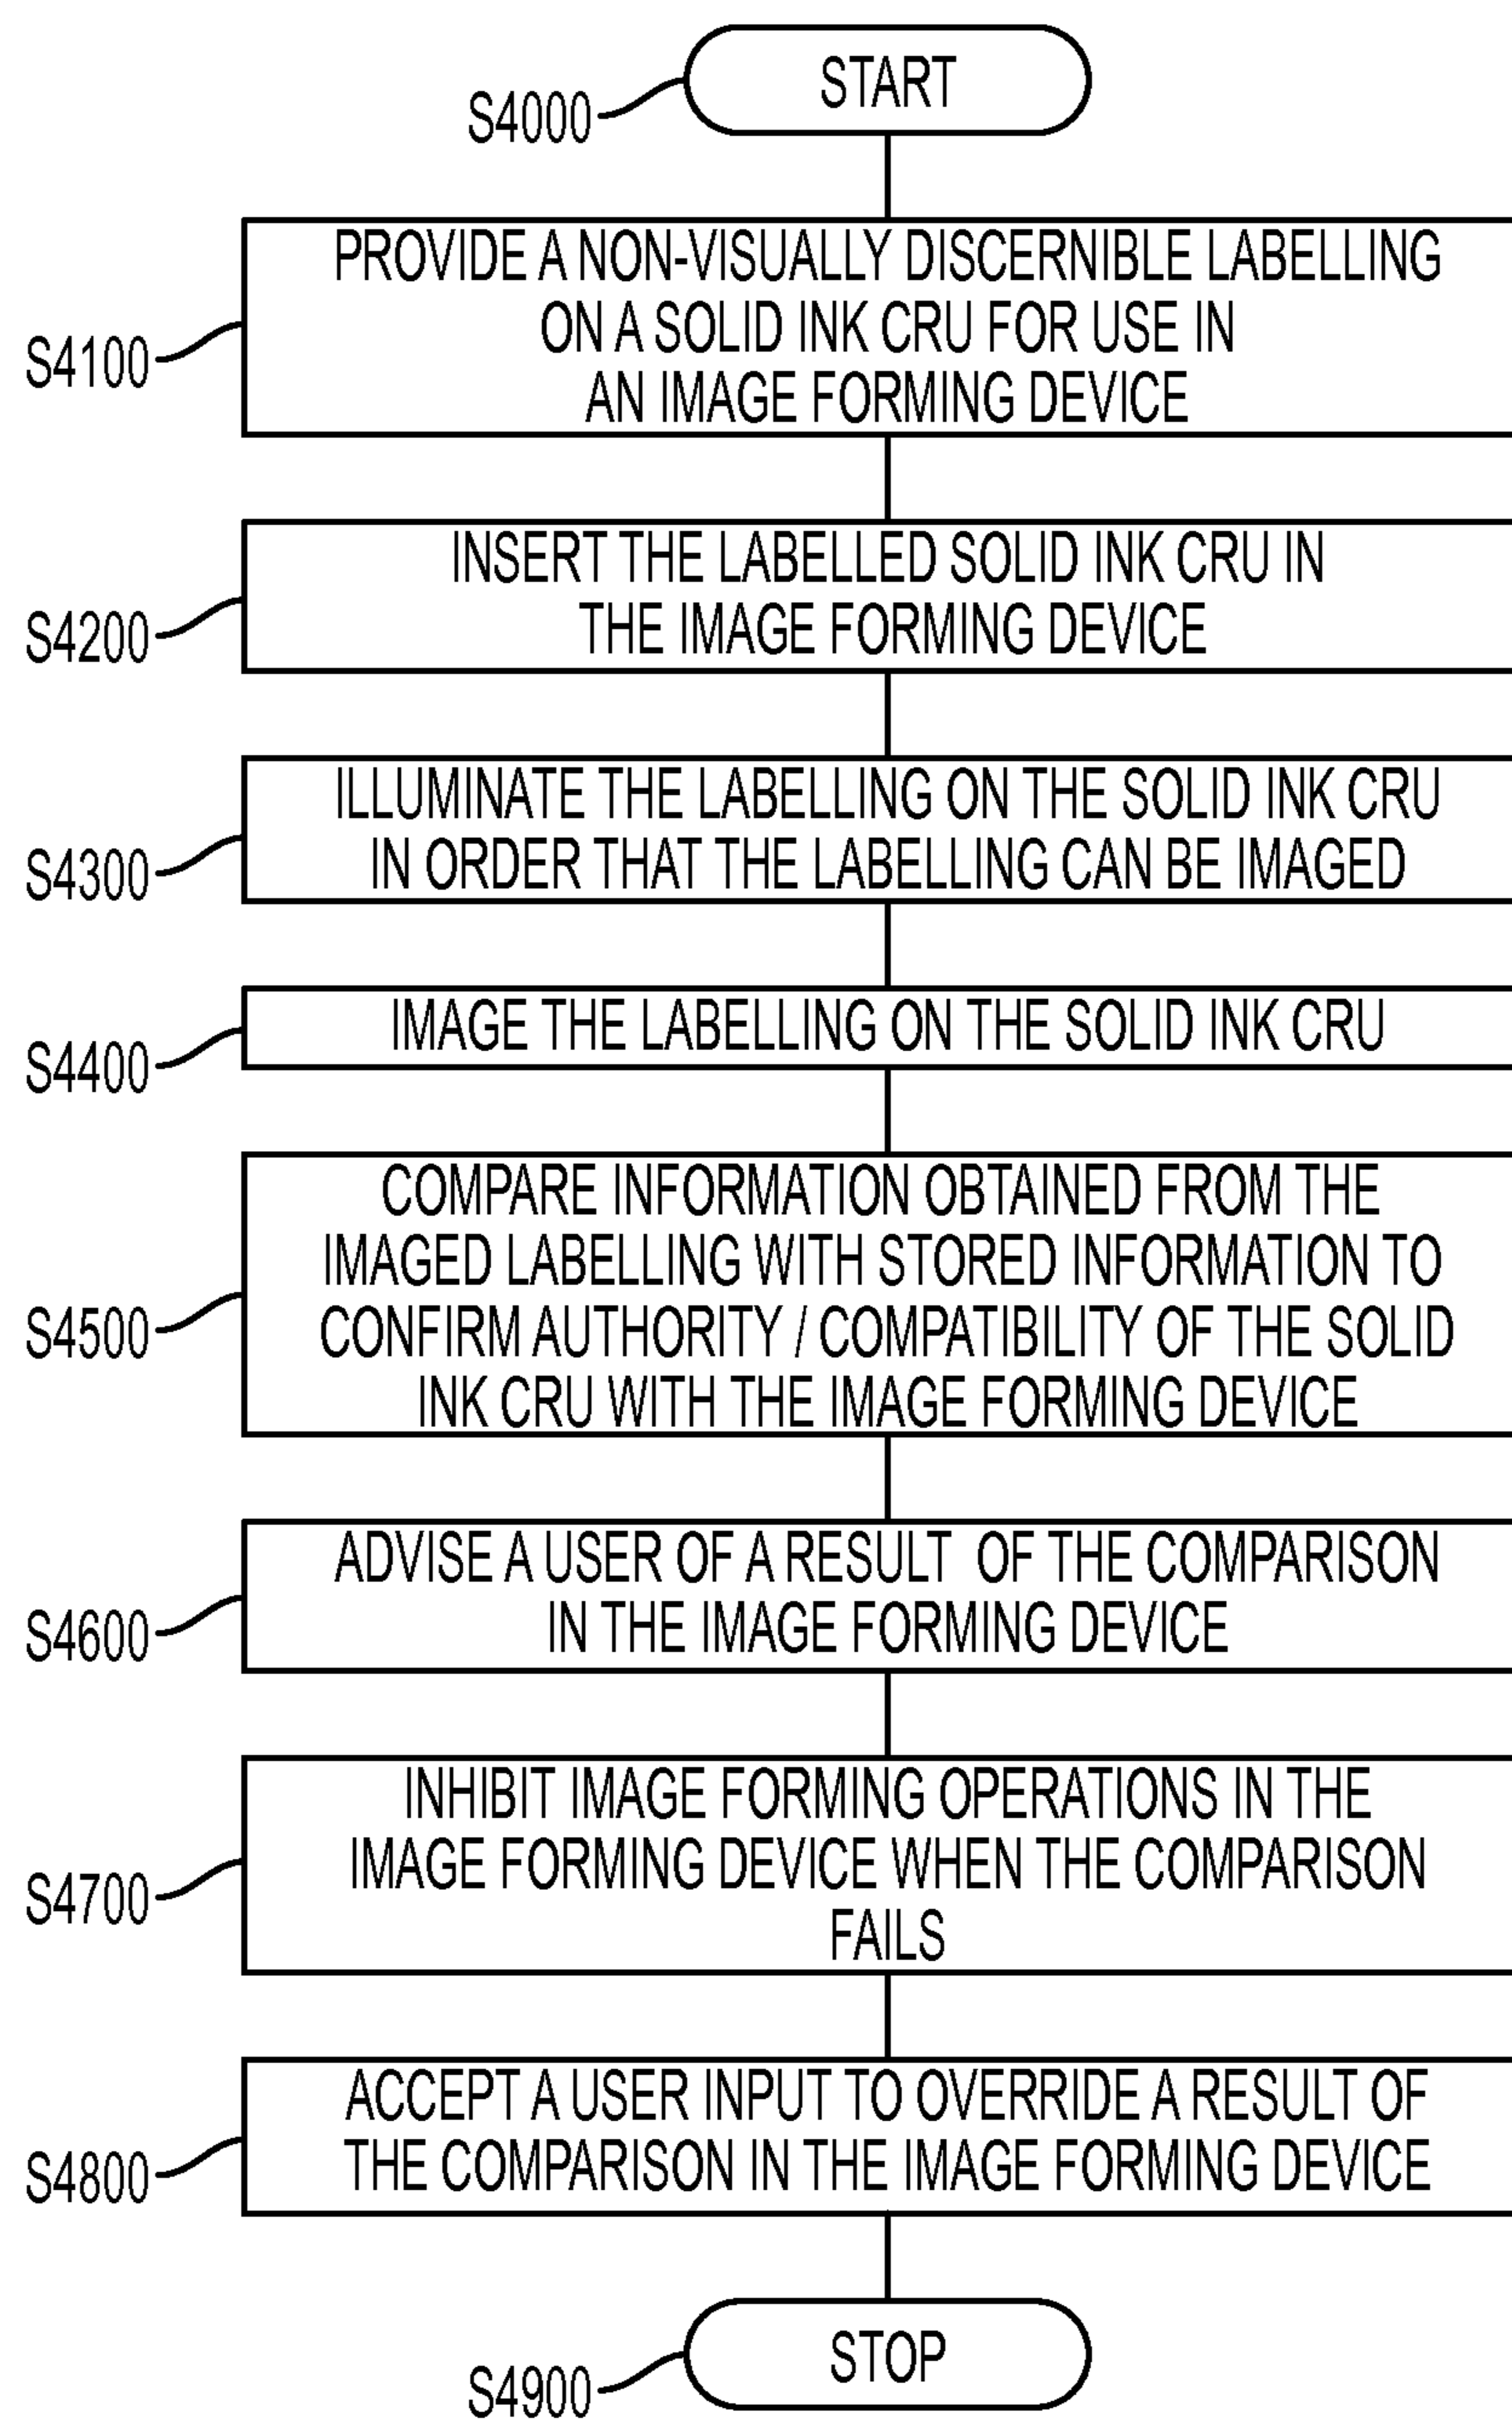 START
S4000
PROVIDE A NON-VISUALLY DISCERNIBLE LABELLING
ON A SOLID INK CRU FOR USE IN
AN IMAGE FORMING DEVICE
S4100
INSERT THE LABELLED SOLID INK CRU IN
THE IMAGE FORMING DEVICE
S4200
ILLUMINATE THE LABELLING ON THE SOLID INK CRU
IN ORDER THAT THE LABELLING CAN BE IMAGED
S4300
IMAGE THE LABELLING ON THE SOLID INK CRU
S4400
COMPARE INFORMATION OBTAINED FROM THE
IMAGED LABELLING WITH STORED INFORMATION TO
CONFIRM AUTHORITY / COMPATIBILITY OF THE SOLID
INK CRU WITH THE IMAGE FORMING DEVICE
S4500
ADVISE A USER OF A RESULT OF THE COMPARISON
IN THE IMAGE FORMING DEVICE
S4600
INHIBIT IMAGE FORMING OPERATIONS IN THE
IMAGE FORMING DEVICE WHEN THE COMPARISON
FAILS
S4700
ACCEPT A USER INPUT TO OVERRIDE A RESULT OF
THE COMPARISON IN THE IMAGE FORMING DEVICE
S4800
STOP
S4900